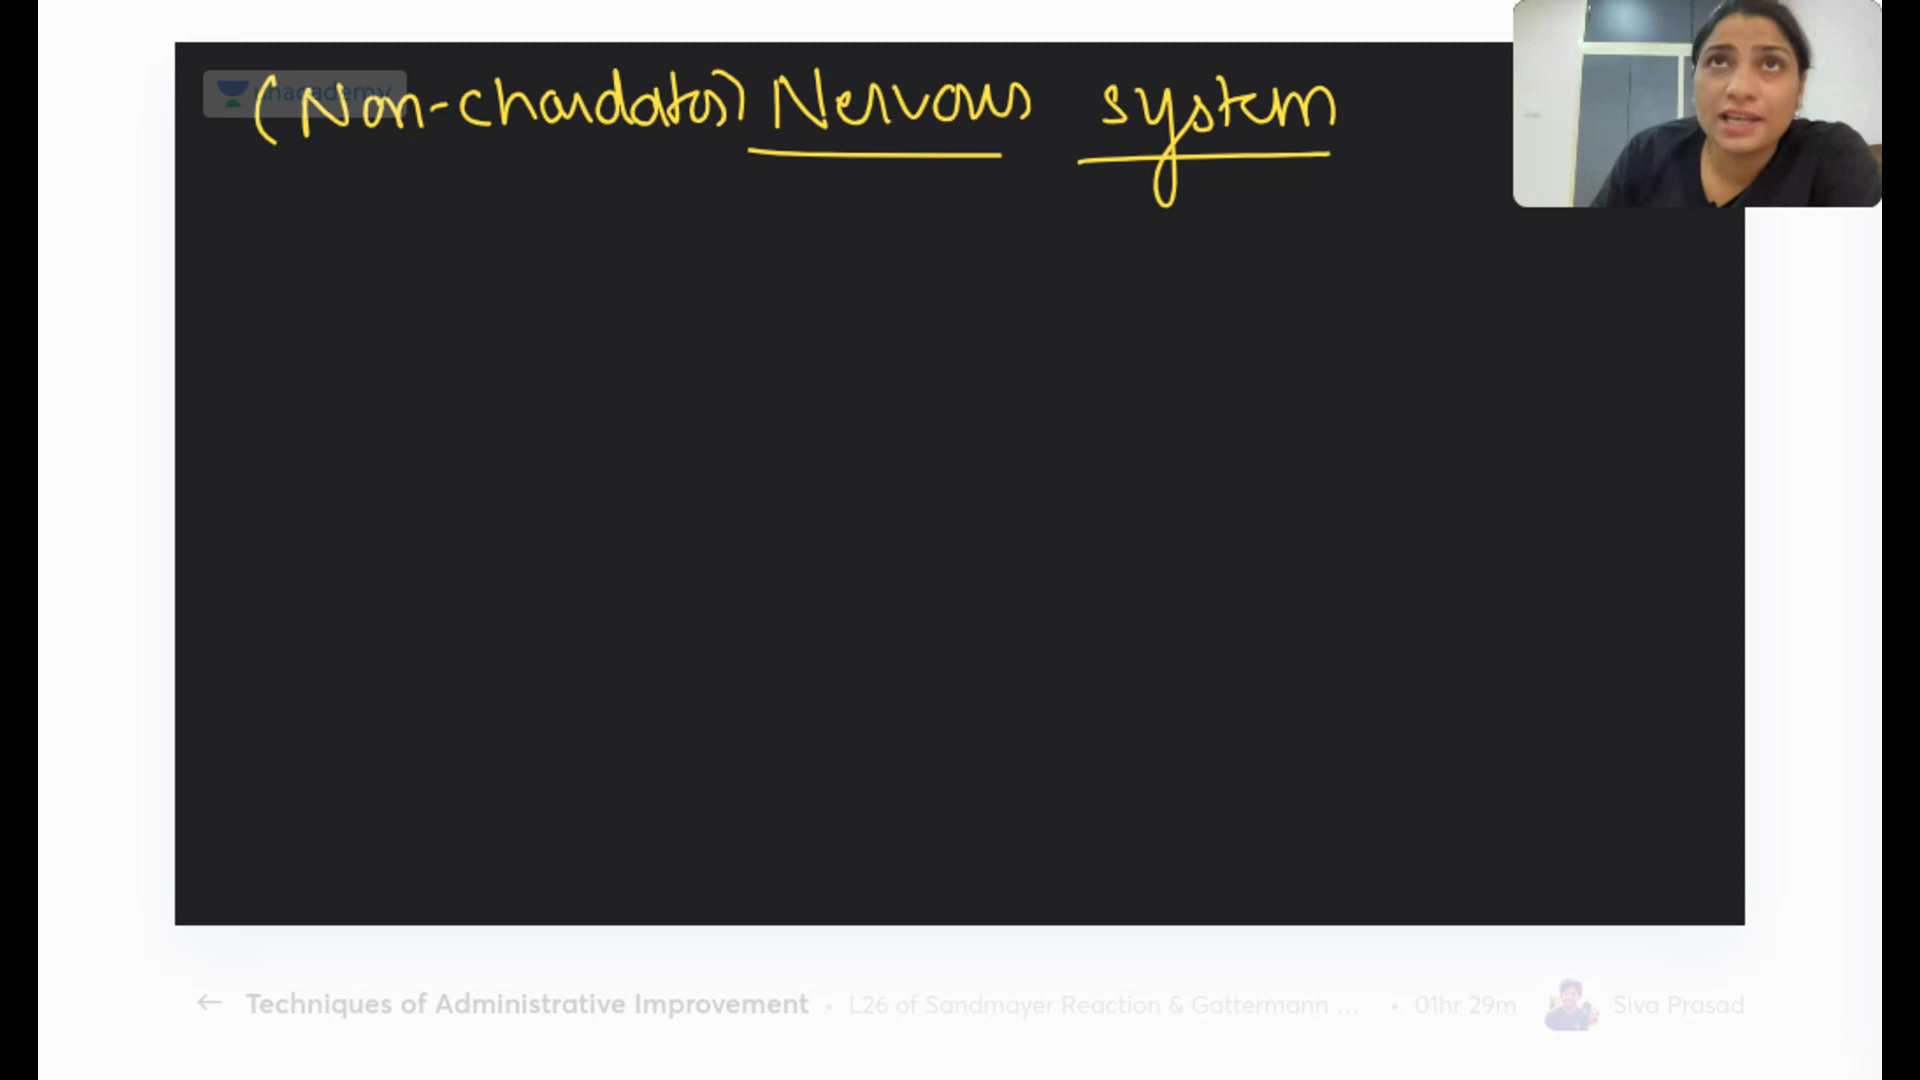 (Non-chordates) Nervous system
Techniques of Administrative Improvement • L26 of Sandmayer Reaction & Gattermann ... • 01hr 29m Siva Prasad